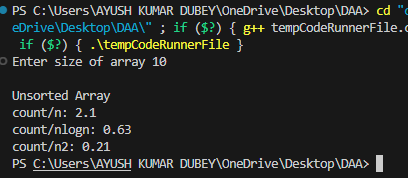 PS C:\Users\AYUSH KUMAR DUBEY\OneDrive\Desktop\DAA> cd "c
eDrive\Desktop\DAA\" ; if ($?) { g++ tempCodeRunnerFile.c
 if ($?) { .\tempCodeRunnerFile }
Enter size of array 10
Unsorted Array
count/n: 2.1
count/nlogn: 0.63
count/n2: 0.21
PS C:\Users\AYUSH KUMAR DUBEY\OneDrive\Desktop\DAA>